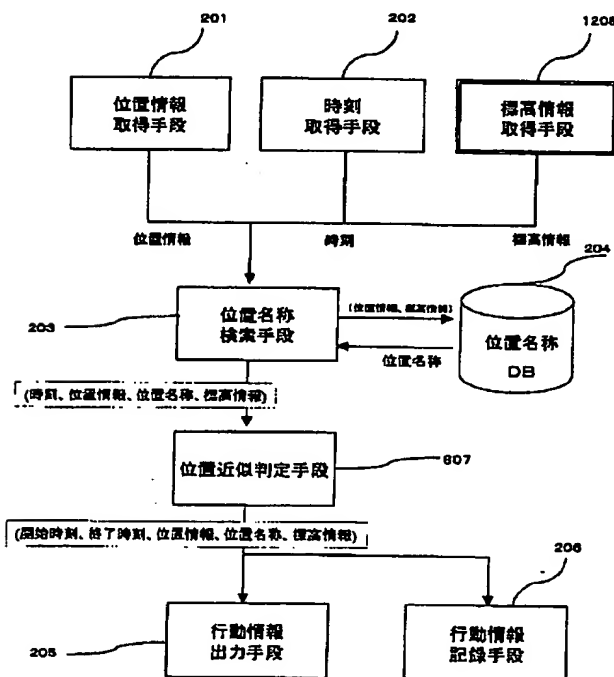 201
202
1208
位置情報
取得手段
時刻
取得手段
標高情報
取得手段
位置情報
時刻
標高情報
204
203
位置名称
検索手段
(位置情報、標高情報)
位置名称
位置名称
DB
(時刻、位置情報、位置名称、標高情報)
位置近似判定手段
607
(開始時刻、終了時刻、位置情報、位置名称、標高情報)
206
205
行動情報
出力手段
行動情報
記録手段